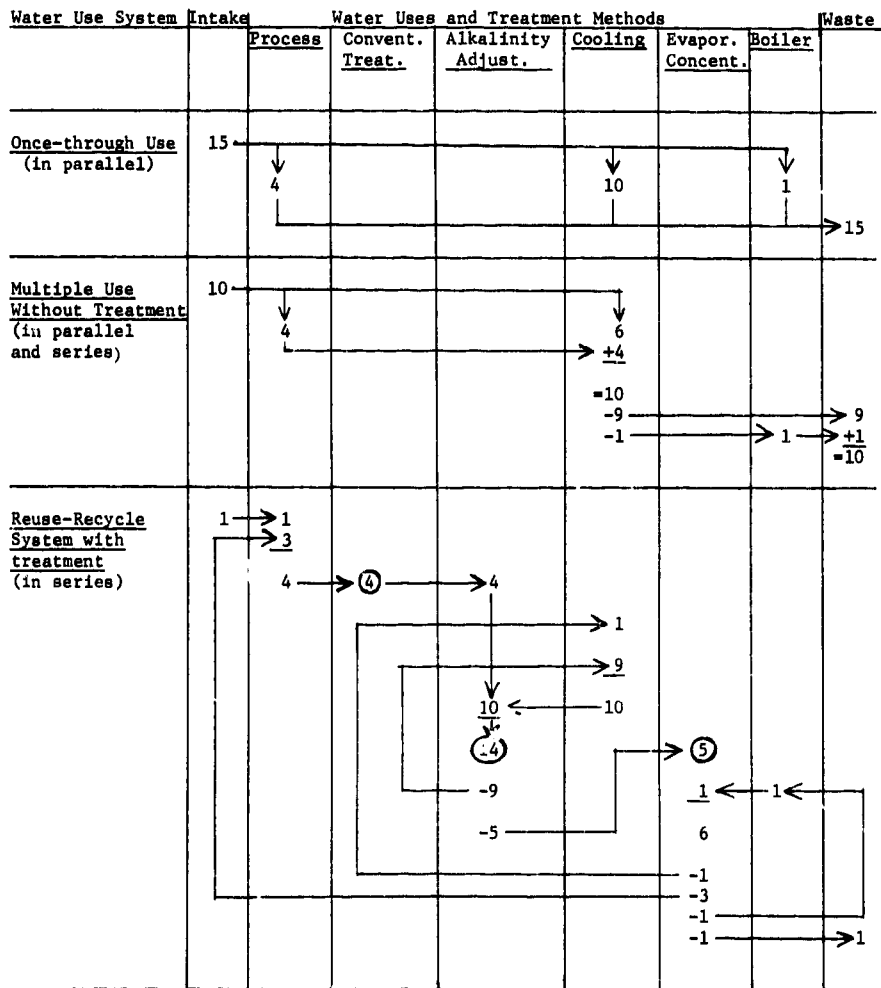 Water Use System Intake Water Uses and Treatment Methods Waste
Process Convent. Alkalinity Cooling Evapor. Boiler
Treat. Adjust. Concent.
Once-through Use 15
(in parallel)
4 10 1
15
Multiple Use 10
Without Treatment
(in parallel 4 6
and series) +4
=10
-9 9
-1 1 +1
=10
Reuse-Recycle 1 1
System with 3
treatment
(in series) 4 4 4
1
9
10 10
14 5
-9 1 1
-5 6
-1
-3
-1
-1 1